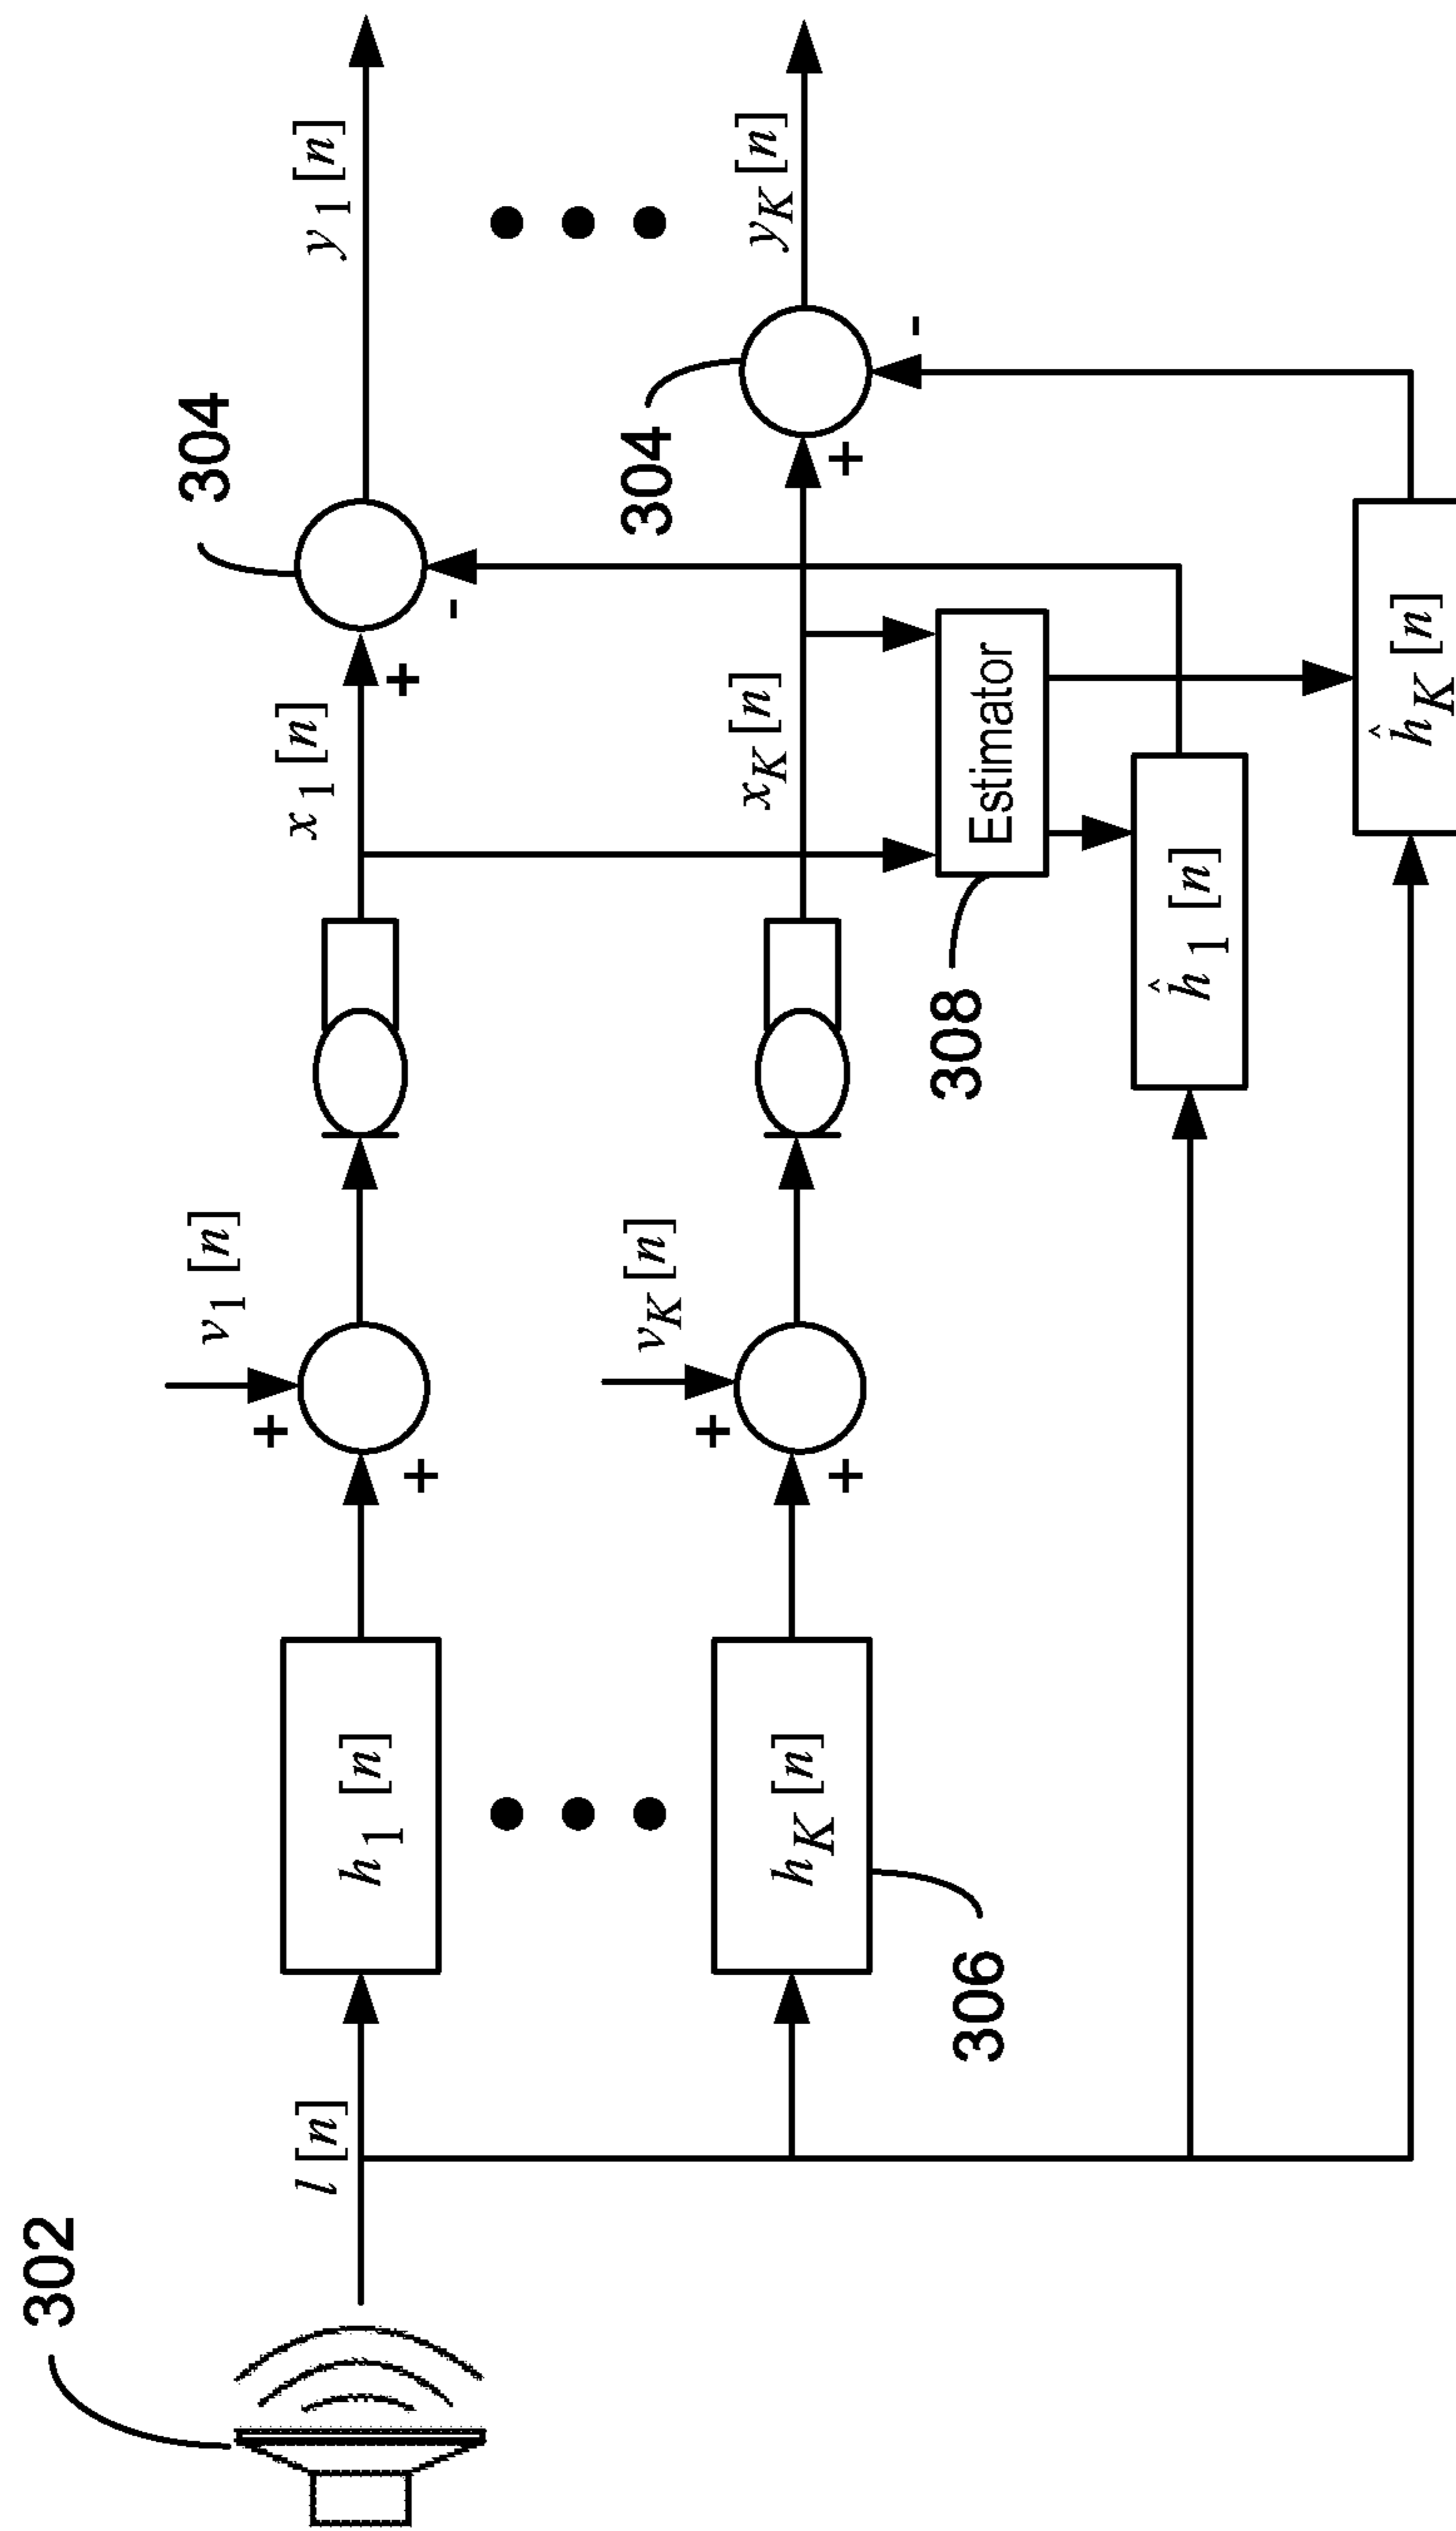 302
l [n]
h1 [n]
hK [n]
306
+
+
v1 [n]
+
+
vK [n]
x1 [n]
xK [n]
Estimator
308
ĥ1 [n]
ĥK [n]
+
-
304
+
-
304
y1 [n]
yK [n]